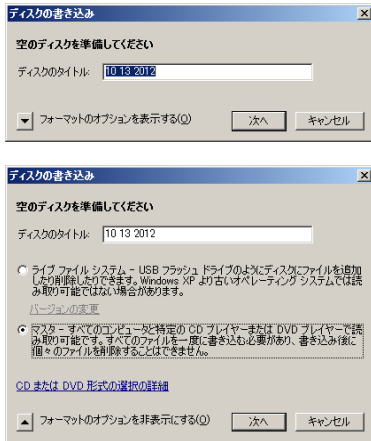 ディスクの書き込み
空のディスクを準備してください
ディスクのタイトル: 10 13 2012
フォーマットのオプションを表示する(O)
次へ
キャンセル
ディスクの書き込み
空のディスクを準備してください
ディスクのタイトル: 10 13 2012
ライブ ファイル システム - USB フラッシュ ドライブのようにディスクにファイルを追加
したり削除したりできます。Windows XP より古いオペレーティング システムでは読
み取り可能ではない場合があります。
バージョンの変更
マスタ - すべてのコンピュータと特定の CD プレイヤーまたは DVD プレイヤーで読
み取り可能です。すべてのファイルを一度に書き込む必要があり、書き込み後に
個々のファイルを削除することはできません。
CD または DVD 形式の選択の詳細
フォーマットのオプションを非表示にする(O)
次へ
キャンセル